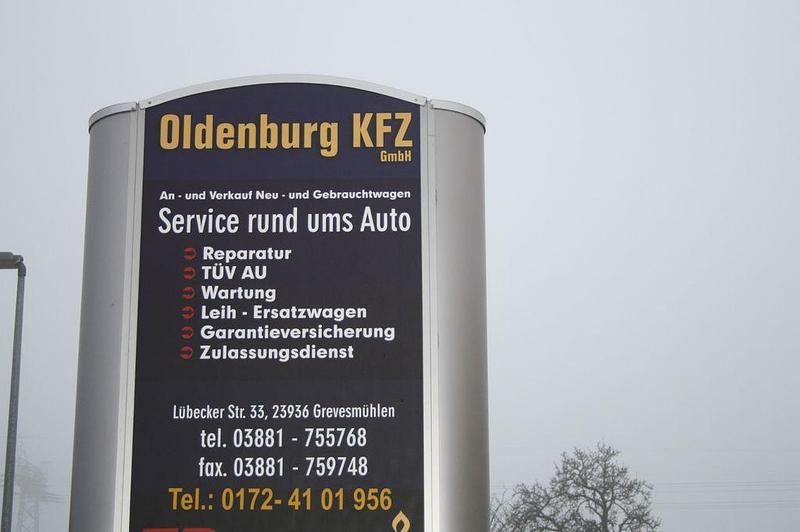 Oldenburg KFZ
GmbH
An - und Verkauf Neu - und Gebrauchtwagen
Service rund ums Auto
Reparatur
TÜV AU
Wartung
Leih - Ersatzwagen
Garantieversicherung
Zulassungsdienst
Lübecker Str. 33, 23936 Grevesmühlen
tel. 03881 - 755768
fax. 03881 - 759748
Tel.: 0172- 41 01 956